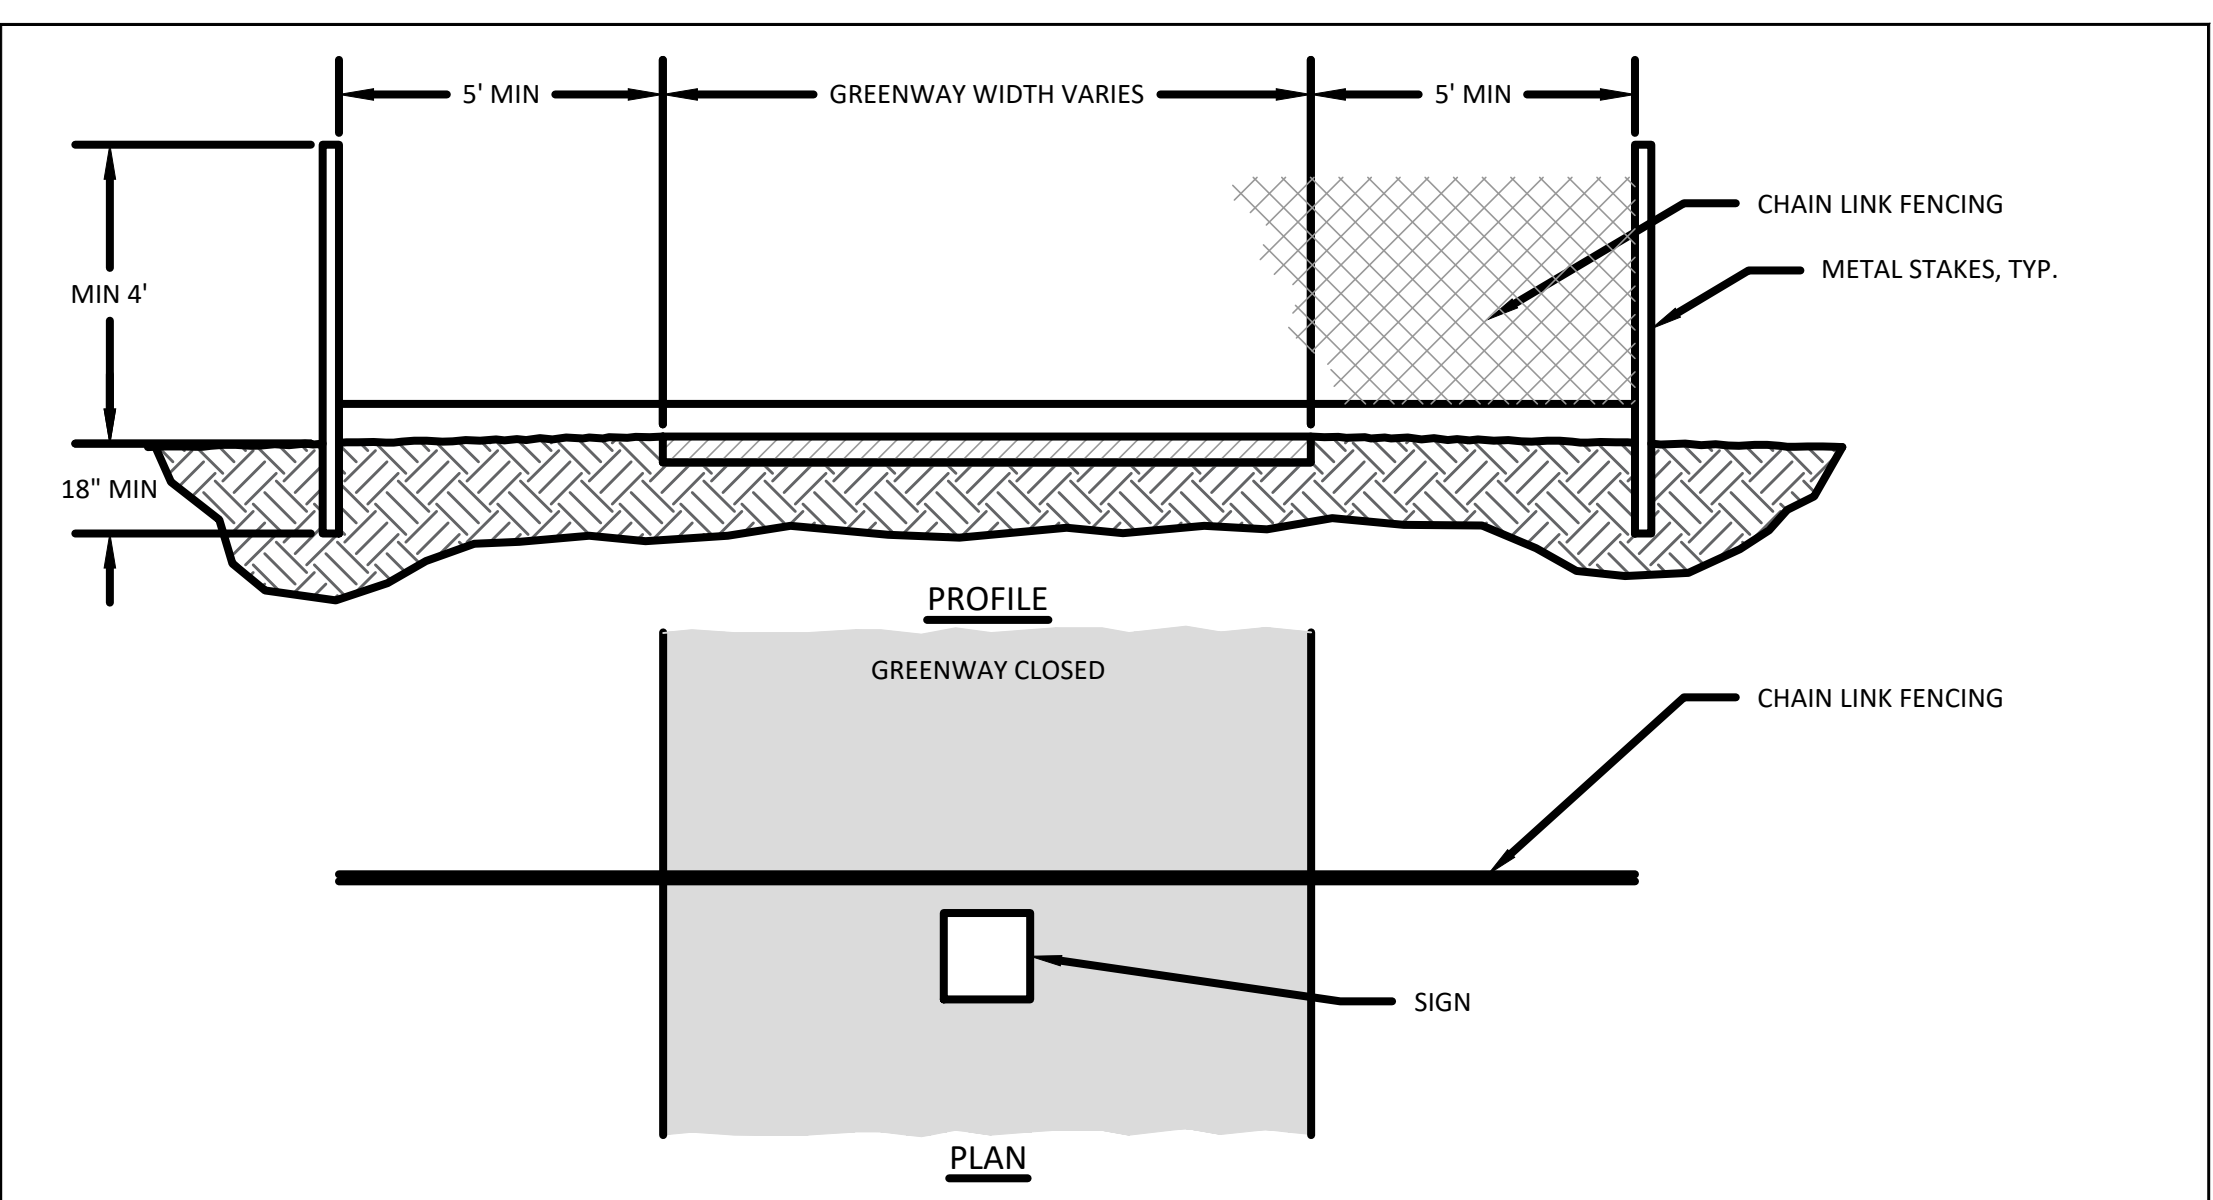 5' MIN
GREENWAY WIDTH VARIES
5' MIN
CHAIN LINK FENCING
METAL STAKES, TYP.
MIN 4'
18" MIN
PROFILE
GREENWAY CLOSED
CHAIN LINK FENCING
SIGN
PLAN